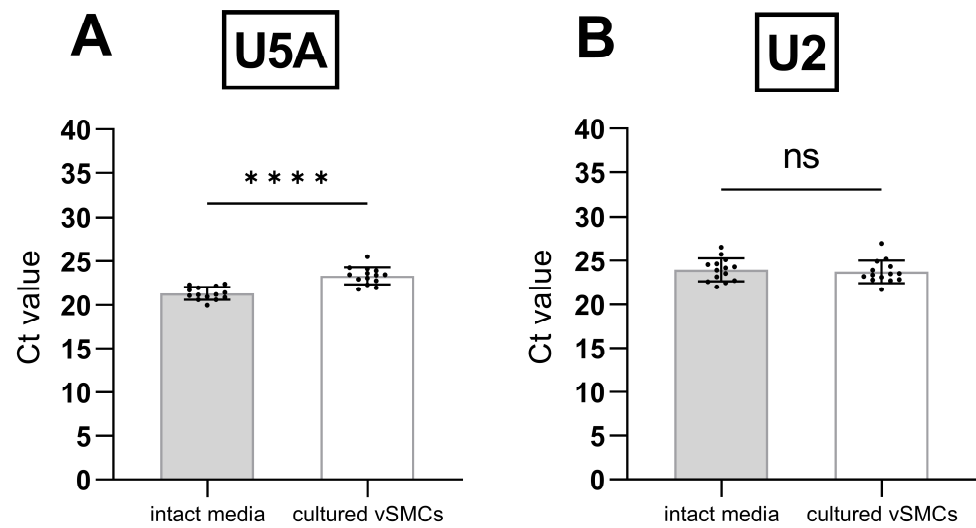 A
U5A
40
35
30
25
20
15
10
5
0
Ct value
****
intact media
cultured vSMCs
B
U2
40
35
30
25
20
15
10
5
0
Ct value
ns
intact media
cultured vSMCs